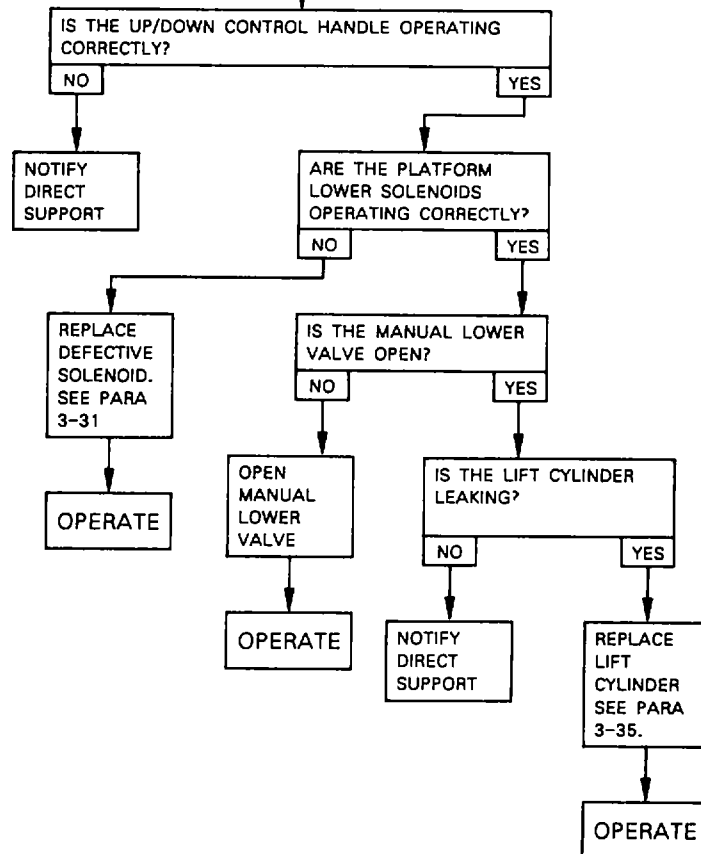 IS THE UP/DOWN CONTROL HANDLE OPERATING
CORRECTLY?
NO
YES
NOTIFY
DIRECT
SUPPORT
ARE THE PLATFORM
LOWER SOLENOIDS
OPERATING CORRECTLY?
NO
YES
REPLACE
DEFECTIVE
SOLENOID.
SEE PARA
3-31
IS THE MANUAL LOWER
VALVE OPEN?
NO
YES
OPERATE
OPEN
MANUAL
LOWER
VALVE
IS THE LIFT CYLINDER
LEAKING?
NO
YES
OPERATE
NOTIFY
DIRECT
SUPPORT
REPLACE
LIFT
CYLINDER
SEE PARA
3-35.
OPERATE